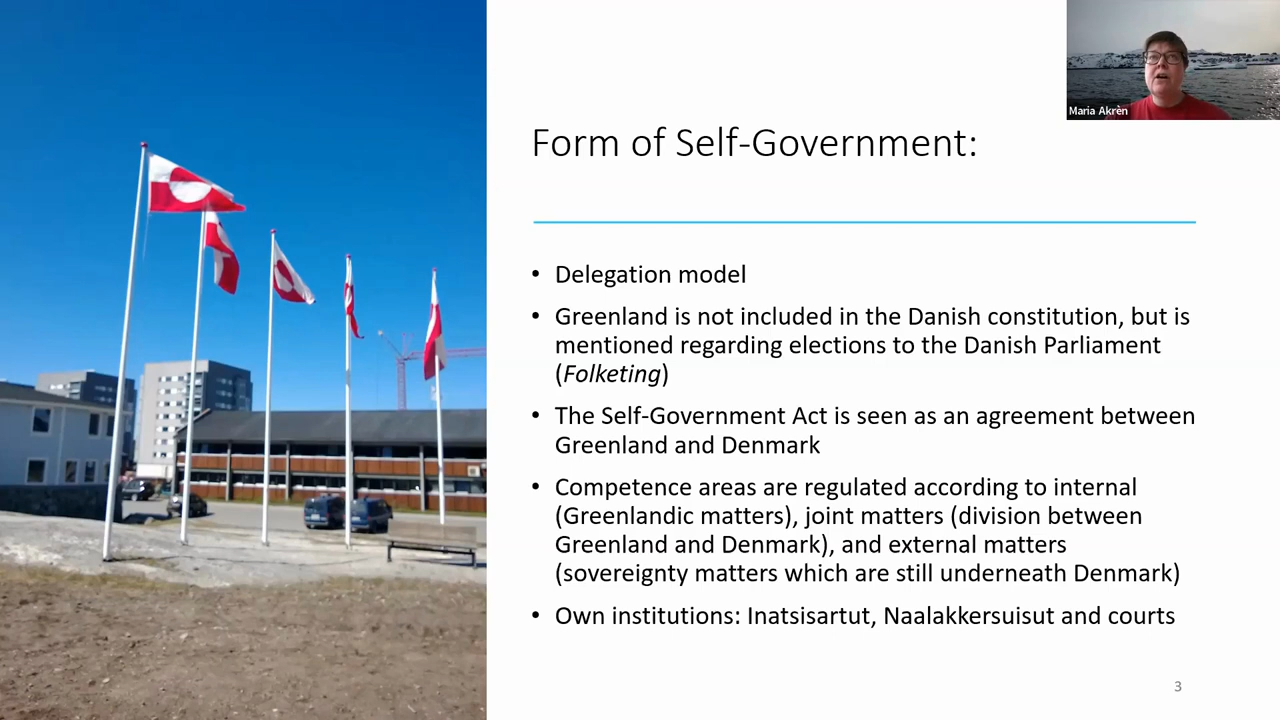 Maria Akrèn
Form of Self-Government:
• Delegation model
• Greenland is not included in the Danish constitution, but is
mentioned regarding elections to the Danish Parliament
(Folketing)
• The Self-Government Act is seen as an agreement between
Greenland and Denmark
• Competence areas are regulated according to internal
(Greenlandic matters), joint matters (division between
Greenland and Denmark), and external matters
(sovereignty matters which are still underneath Denmark)
• Own institutions: Inatsisartut, Naalakkersuisut and courts
3